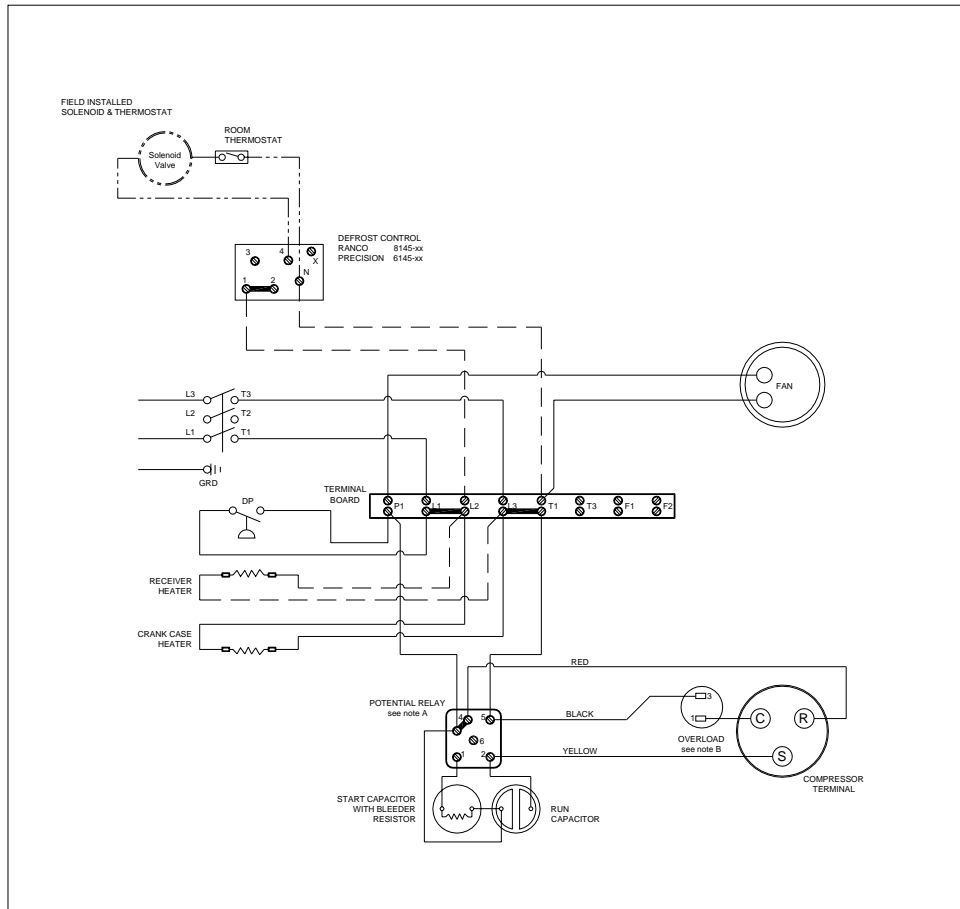 FIELD INSTALLED
SOLENOID & THERMOSTAT
Solenoid
Valve
ROOM
THERMOSTAT
DEFROST CONTROL
RANCO 8145-xx
PRECISION 6145-xx
3
4
X
N
1
2
L3
T3
L2
T2
L1
T1
GRD
FAN
TERMINAL
BOARD
P1
L1
L2
L3
T1
T3
F1
F2
DP
RECEIVER
HEATER
CRANK CASE
HEATER
RED
POTENTIAL RELAY
see note A
4
5
6
1
2
BLACK
YELLOW
3
1
OVERLOAD
see note B
C
R
S
COMPRESSOR
TERMINAL
START CAPACITOR
WITH BLEEDER
RESISTOR
RUN
CAPACITOR